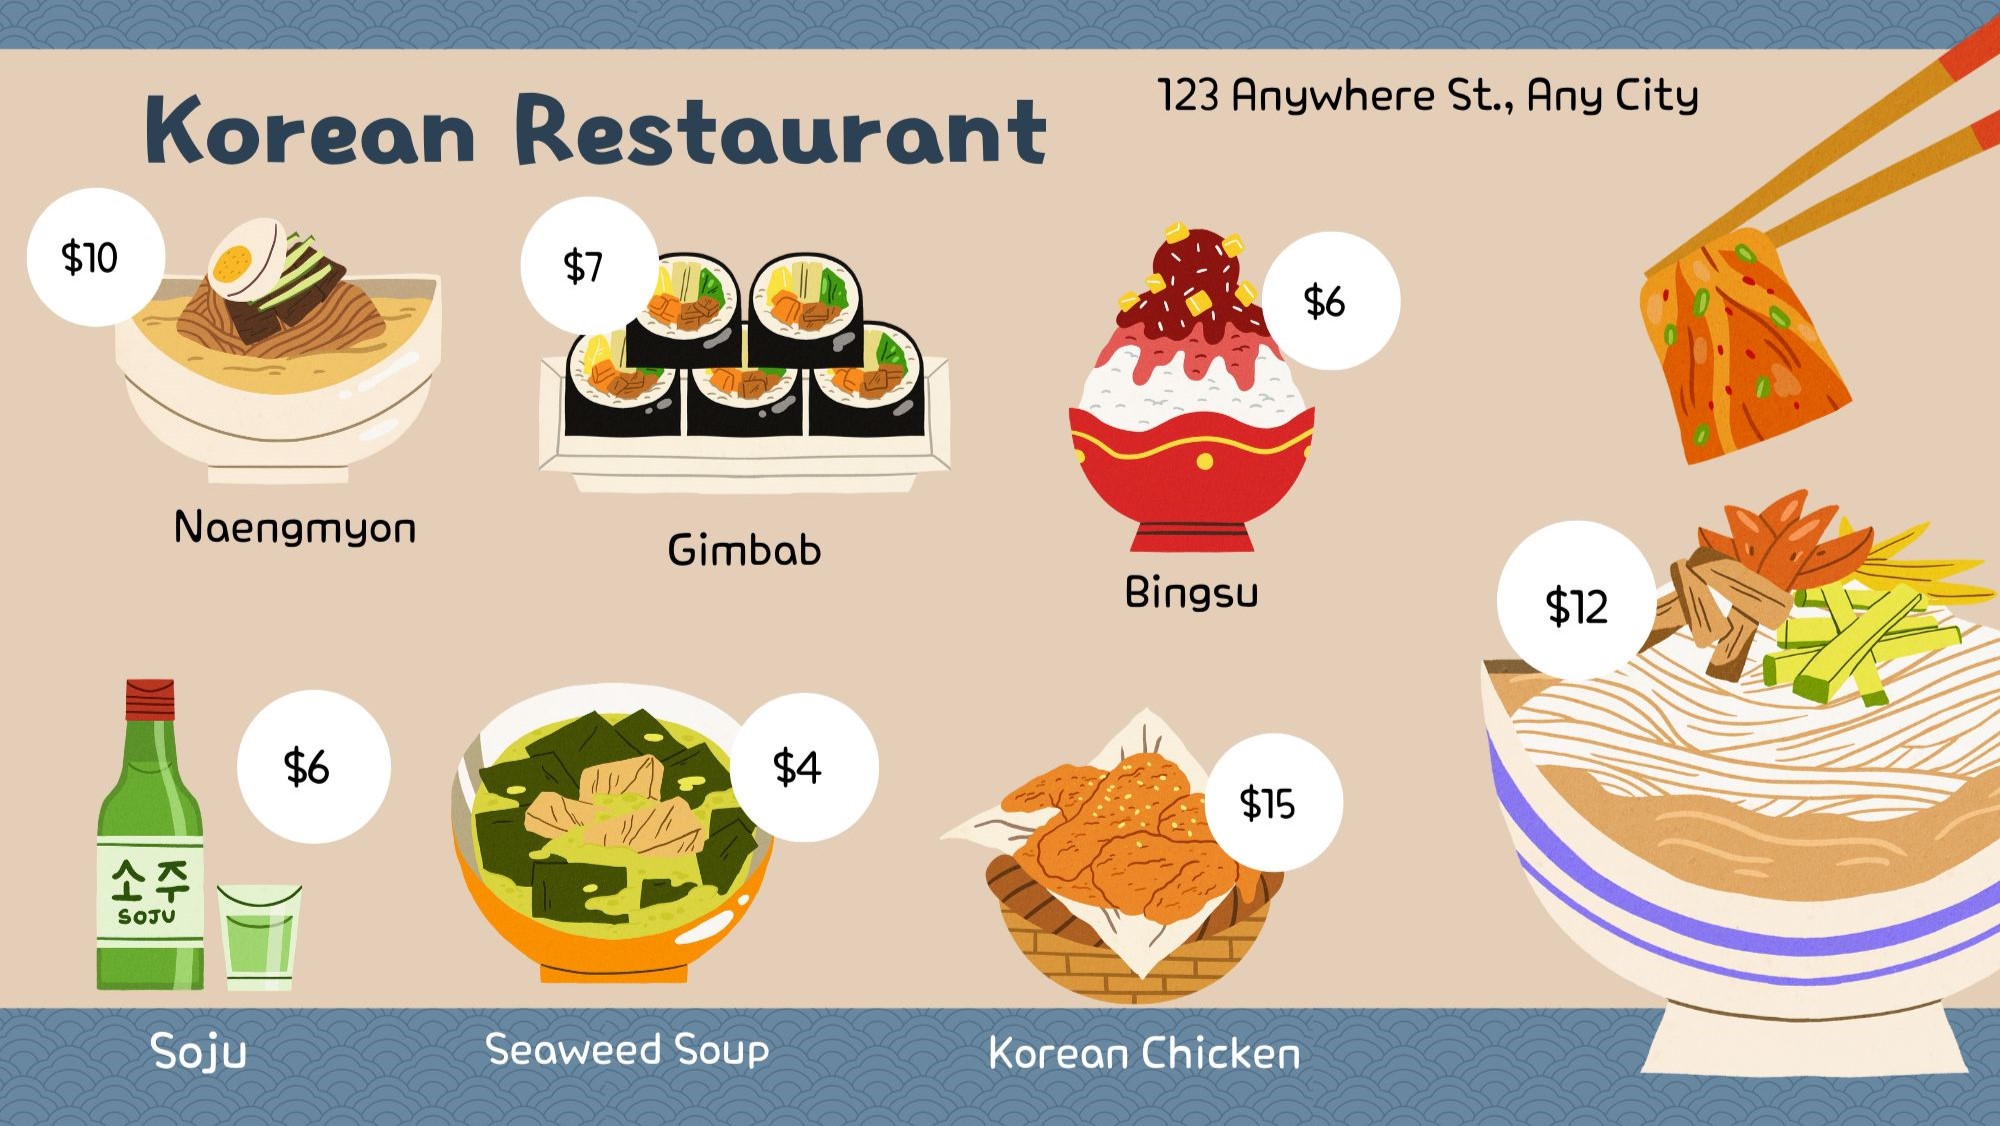 Korean Restaurant
123 Anywhere St., Any City
$10
Naengmyon
$7
Gimbab
$6
Bingsu
$12
$6
소주
SOJU
Soju
$4
Seaweed Soup
$15
Korean Chicken